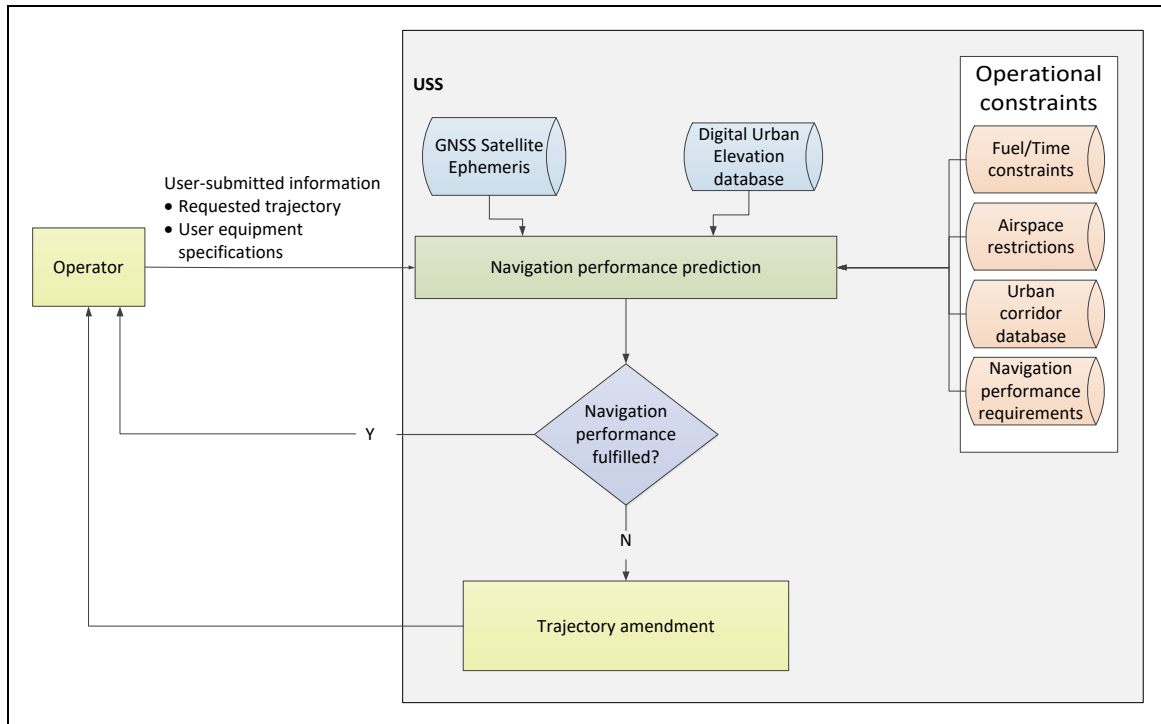 USS
Operational
constraints
GNSS Satellite
Ephemeris
Digital Urban
Elevation
database
Fuel/Time
constraints
User-submitted information
• Requested trajectory
• User equipment
specifications
Airspace
restrictions
Operator
Navigation performance prediction
Urban
corridor
database
Navigation
performance
requirements
Navigation
performance
fulfilled?
Y
N
Trajectory amendment